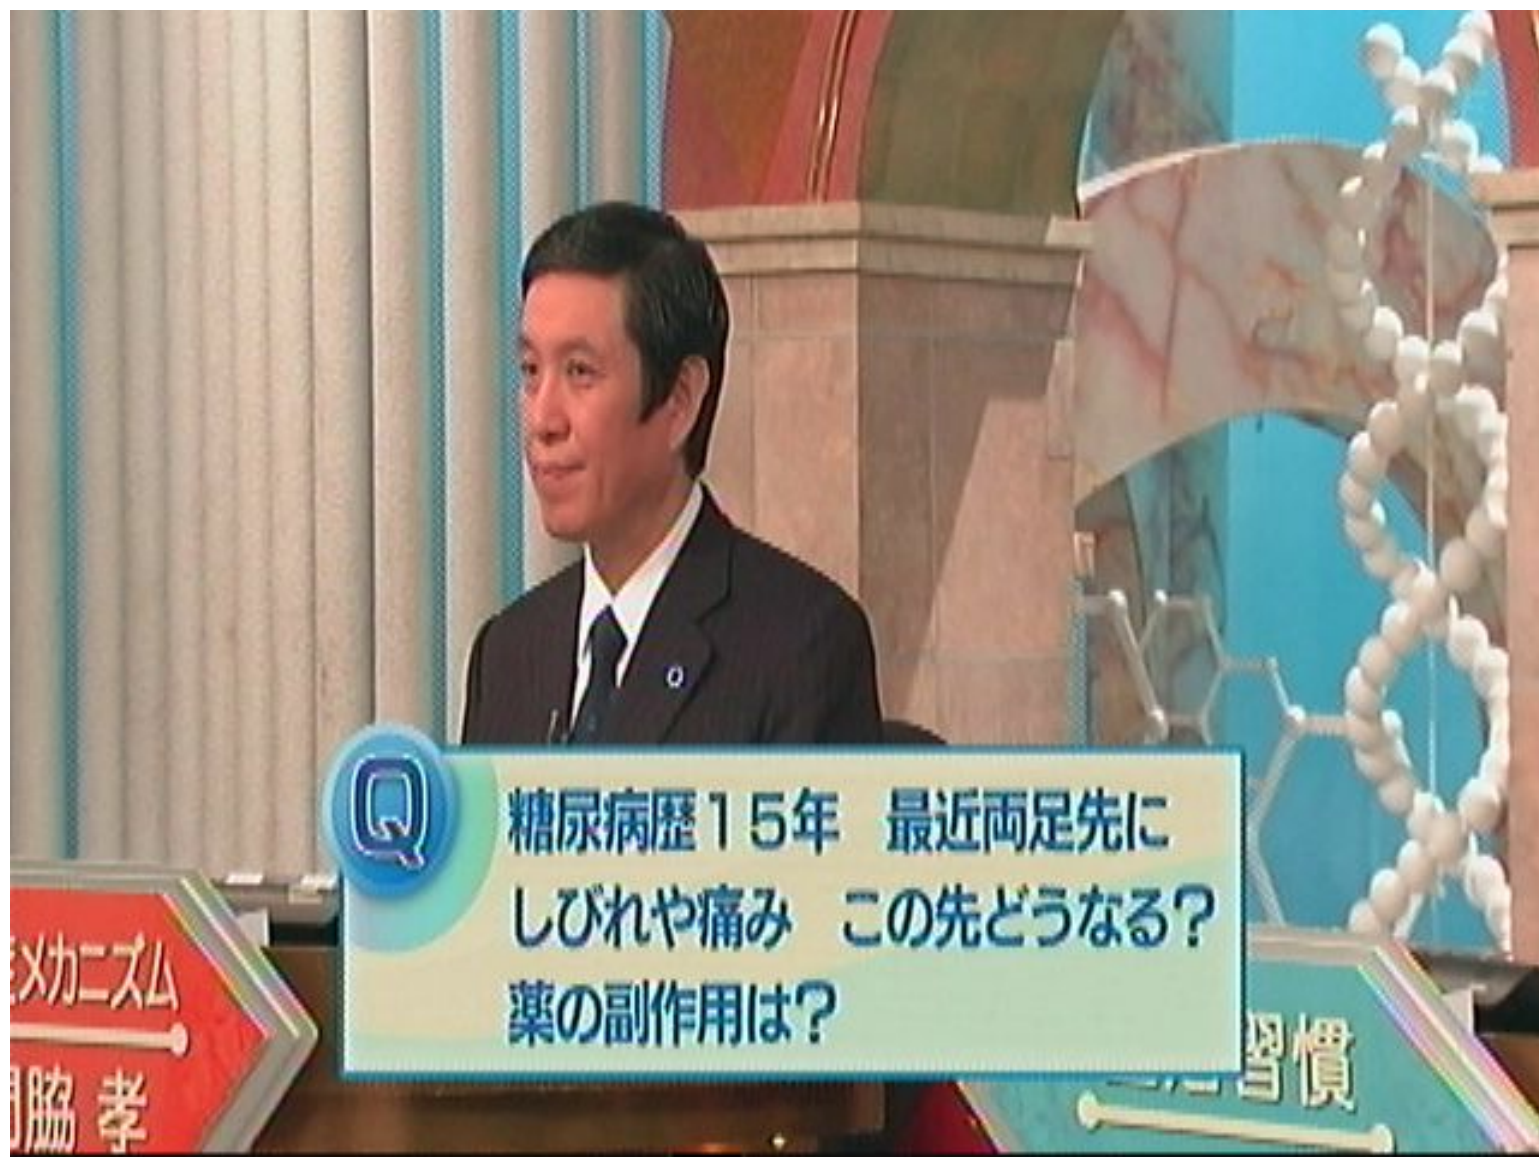 Q
糖尿病歴15年 最近両足先に
しびれや痛み この先どうなる?
薬の副作用は?
メカニズム
脇 孝
習慣